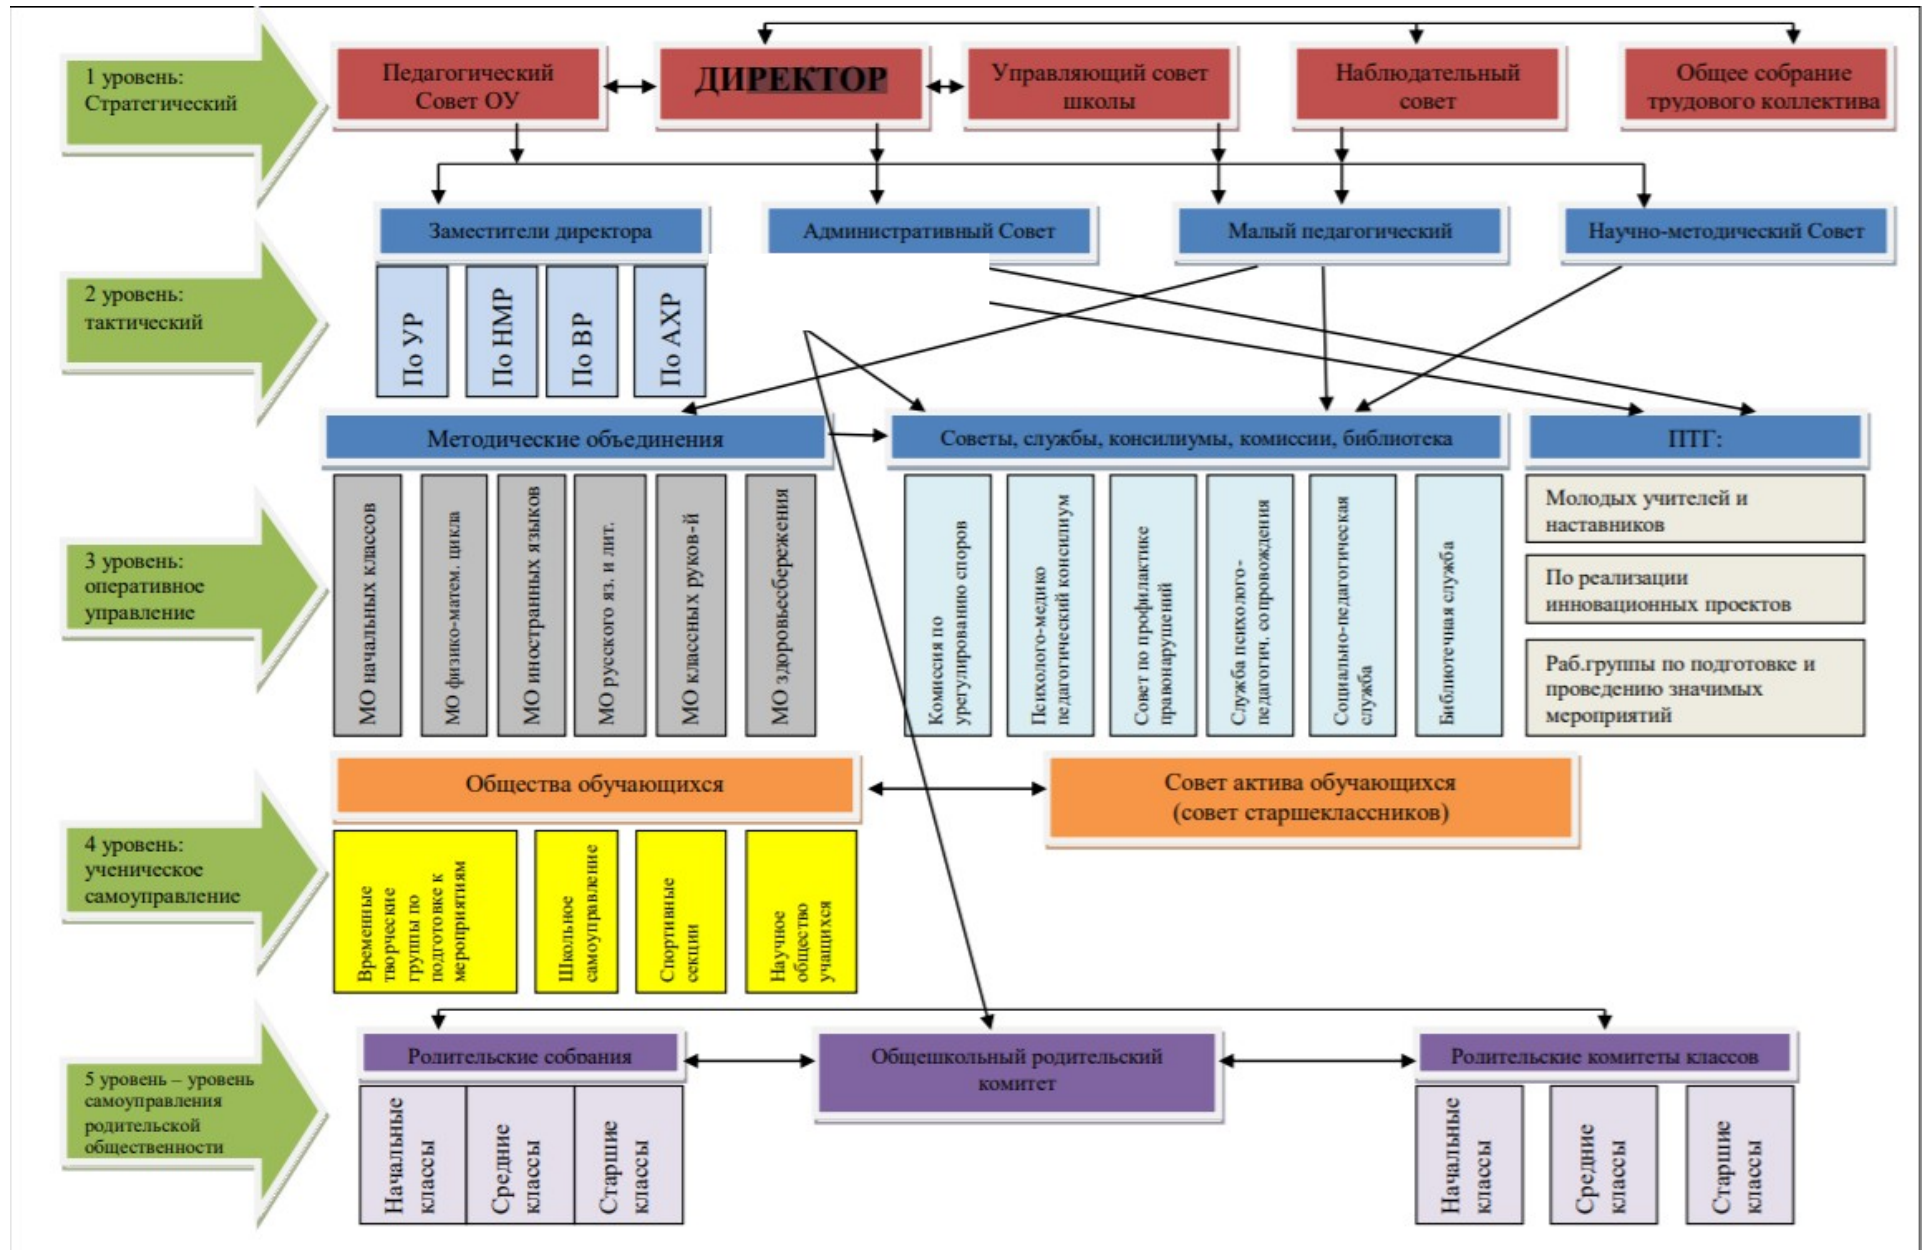 1 уровень:
Стратегический
Педагогический
Совет ОУ
ДИРЕКТОР
Управляющий совет
школы
Наблюдательный
совет
Общее собрание
трудового коллектива
2 уровень:
тактический
Заместители директора
Административный Совет
Малый педагогический
Научно-методический Совет
По УР
По НМР
По ВР
По АХР
3 уровень:
оперативное
управление
Методические объединения
Советы, службы, консилиумы, комиссии, библиотека
ПТГ:
МО начальных классов
МО физико-матем. цикла
МО иностранных языков
МО русского яз. и лит.
МО классных руков-й
МО здоровьесбережения
Комиссия по
урегулированию споров
Психолого-медико
педагогический консилиум
Совет по профилактике
правонарушений
Служба психолого-
педагогич. сопровождения
Социально-педагогическая
служба
Библиотечная служба
Молодых учителей и
наставников
По реализации
инновационных проектов
Раб.группы по подготовке и
проведению значимых
мероприятий
4 уровень:
ученическое
самоуправление
Общества обучающихся
Совет актива обучающихся
(совет старшеклассников)
Временные
творческие
группы по
подготовке к
мероприятиям
Школьное
самоуправление
Спортивные
секции
Научное
общество
учащихся
5 уровень – уровень
самоуправления
родительской
общественности
Родительские собрания
Общешкольный родительский
комитет
Родительские комитеты классов
Начальные
классы
Средние
классы
Старшие
классы
Начальные
классы
Средние
классы
Старшие
классы